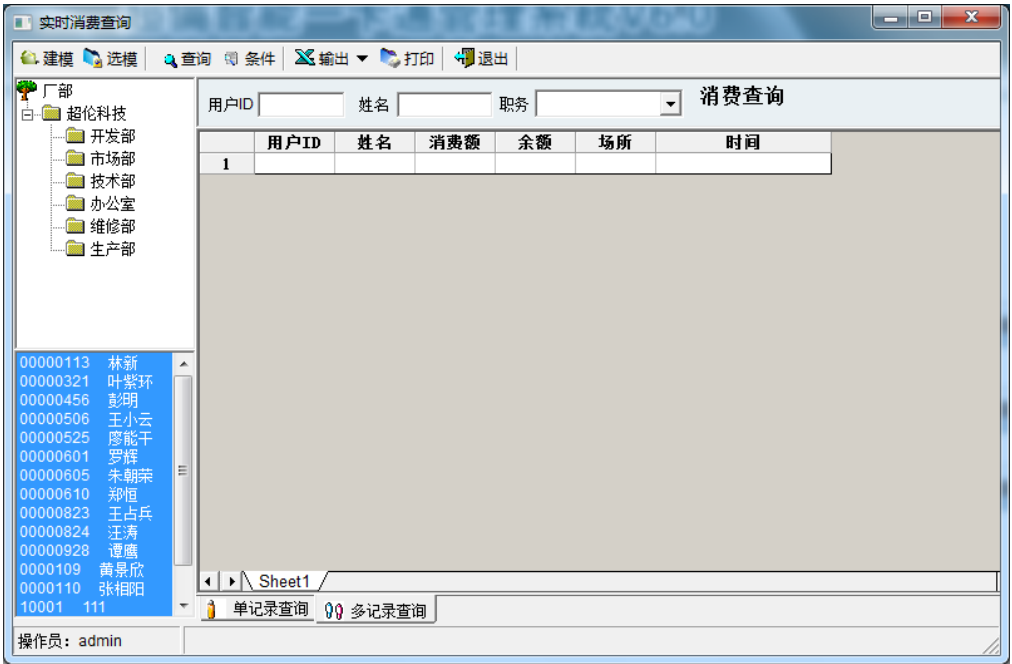 实时消费查询
建模 选模 查询 条件 输出 打印 退出
厂部
超伦科技
开发部
市场部
技术部
办公室
维修部
生产部
用户ID 姓名 职务 消费查询
用户ID 姓名 消费额 余额 场所 时间
1
00000113 林新
00000321 叶紫环
00000456 彭明
00000506 王小云
00000525 廖能干
00000601 罗辉
00000605 朱朝荣
00000610 郑恒
00000823 王占兵
00000824 汪涛
00000928 谭鹰
0000109 黄景欣
0000110 张相阳
10001 111
Sheet1
单记录查询 多记录查询
操作员：admin